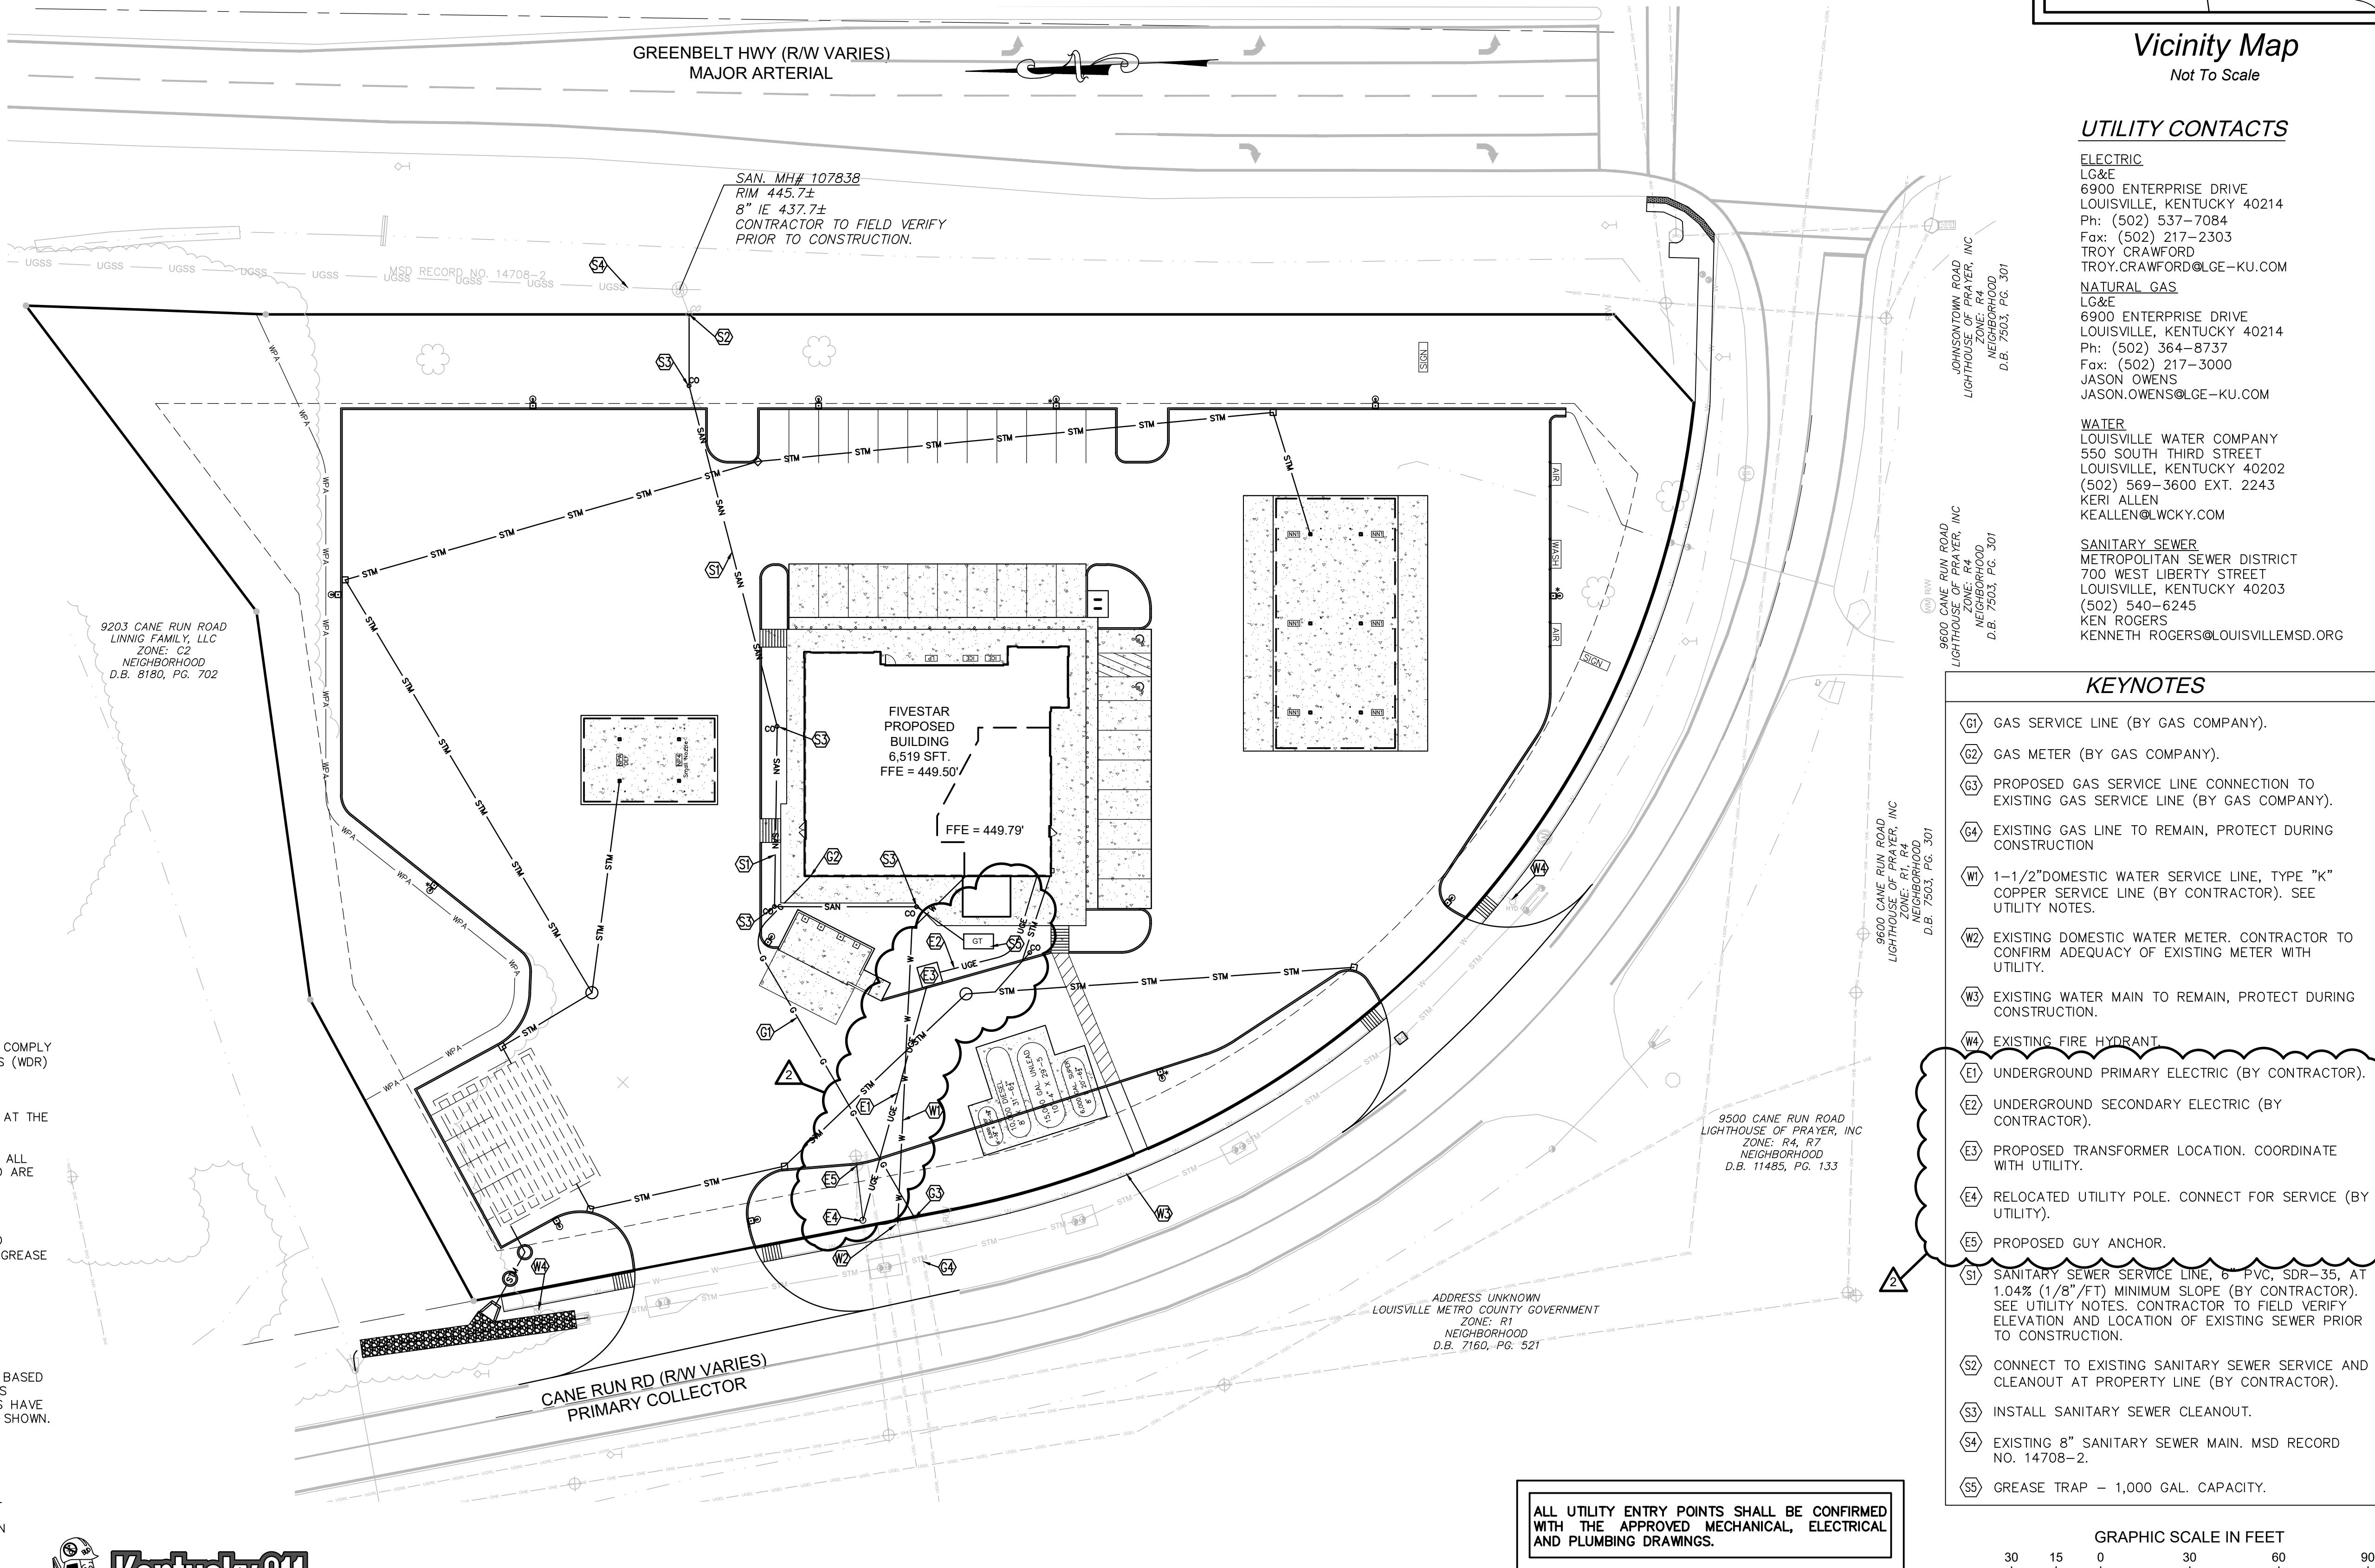 GREENBELT HWY (R/W VARIES)
MAJOR ARTERIAL
Vicinity Map
Not To Scale
UTILITY CONTACTS
ELECTRIC
LG&E
6900 ENTERPRISE DRIVE
LOUISVILLE, KENTUCKY 40214
Ph: (502) 537-7084
Fax: (502) 217-2303
TROY CRAWFORD
TROY.CRAWFORD@LGE-KU.COM
NATURAL GAS
LG&E
6900 ENTERPRISE DRIVE
LOUISVILLE, KENTUCKY 40214
Ph: (502) 364-8737
Fax: (502) 217-3000
JASON OWENS
JASON.OWENS@LGE-KU.COM
WATER
LOUISVILLE WATER COMPANY
550 SOUTH THIRD STREET
LOUISVILLE, KENTUCKY 40202
(502) 569-3600 EXT. 2243
KERI ALLEN
KEALLEN@LWCKY.COM
SANITARY SEWER
METROPOLITAN SEWER DISTRICT
700 WEST LIBERTY STREET
LOUISVILLE, KENTUCKY 40203
(502) 540-6245
KEN ROGERS
KENNETH ROGERS@LOUISVILLEMSD.ORG
KEYNOTES
G1 GAS SERVICE LINE (BY GAS COMPANY).
G2 GAS METER (BY GAS COMPANY).
G3 PROPOSED GAS SERVICE LINE CONNECTION TO
EXISTING GAS SERVICE LINE (BY GAS COMPANY).
G4 EXISTING GAS LINE TO REMAIN, PROTECT DURING
CONSTRUCTION
W1 1-1/2"DOMESTIC WATER SERVICE LINE, TYPE "K"
COPPER SERVICE LINE (BY CONTRACTOR). SEE
UTILITY NOTES.
W2 EXISTING DOMESTIC WATER METER. CONTRACTOR TO
CONFIRM ADEQUACY OF EXISTING METER WITH
UTILITY.
W3 EXISTING WATER MAIN TO REMAIN, PROTECT DURING
CONSTRUCTION.
W4 EXISTING FIRE HYDRANT.
E1 UNDERGROUND PRIMARY ELECTRIC (BY CONTRACTOR).
E2 UNDERGROUND SECONDARY ELECTRIC (BY
CONTRACTOR).
E3 PROPOSED TRANSFORMER LOCATION. COORDINATE
WITH UTILITY.
E4 RELOCATED UTILITY POLE. CONNECT FOR SERVICE (BY
UTILITY).
E5 PROPOSED GUY ANCHOR.
2
S1 SANITARY SEWER SERVICE LINE, 6" PVC, SDR-35, AT
1.04% (1/8"/FT) MINIMUM SLOPE (BY CONTRACTOR).
SEE UTILITY NOTES. CONTRACTOR TO FIELD VERIFY
ELEVATION AND LOCATION OF EXISTING SEWER PRIOR
TO CONSTRUCTION.
S2 CONNECT TO EXISTING SANITARY SEWER SERVICE AND
CLEANOUT AT PROPERTY LINE (BY CONTRACTOR).
S3 INSTALL SANITARY SEWER CLEANOUT.
S4 EXISTING 8" SANITARY SEWER MAIN. MSD RECORD
NO. 14708-2.
S5 GREASE TRAP - 1,000 GAL. CAPACITY.
GRAPHIC SCALE IN FEET
30 15 0 30 60 90
SAN. MH# 107838
RIM 445.7±
8" IE 437.7±
CONTRACTOR TO FIELD VERIFY
PRIOR TO CONSTRUCTION.
MSD RECORD NO. 14708-2
9203 CANE RUN ROAD
LINNIG FAMILY, LLC
ZONE: C2
NEIGHBORHOOD
D.B. 8180, PG. 702
FIVESTAR
PROPOSED
BUILDING
6,519 SFT.
FFE = 449.50'
FFE = 449.79'
SIGN
AIR
WASH
AIR
SIGN
GT
JOHNSONTOWN ROAD
LIGHTHOUSE OF PRAYER, INC
ZONE: R4
NEIGHBORHOOD
D.B. 7503, PG. 301
9600 CANE RUN ROAD
LIGHTHOUSE OF PRAYER, INC
ZONE: R4
NEIGHBORHOOD
D.B. 7503, PG. 301
9600 CANE RUN ROAD
LIGHTHOUSE OF PRAYER, INC
ZONE: R1, R4
NEIGHBORHOOD
D.B. 7503, PG. 301
9500 CANE RUN ROAD
LIGHTHOUSE OF PRAYER, INC
ZONE: R4, R7
NEIGHBORHOOD
D.B. 11485, PG. 133
ADDRESS UNKNOWN
LOUISVILLE METRO COUNTY GOVERNMENT
ZONE: R1
NEIGHBORHOOD
D.B. 7160, PG. 521
2
CANE RUN RD (R/W VARIES)
PRIMARY COLLECTOR
COMPLY
(WDR)
AT THE
ALL
ARE
GREASE
BASED
HAVE
SHOWN.
ALL UTILITY ENTRY POINTS SHALL BE CONFIRMED
WITH THE APPROVED MECHANICAL, ELECTRICAL
AND PLUMBING DRAWINGS.
Kentucky 811